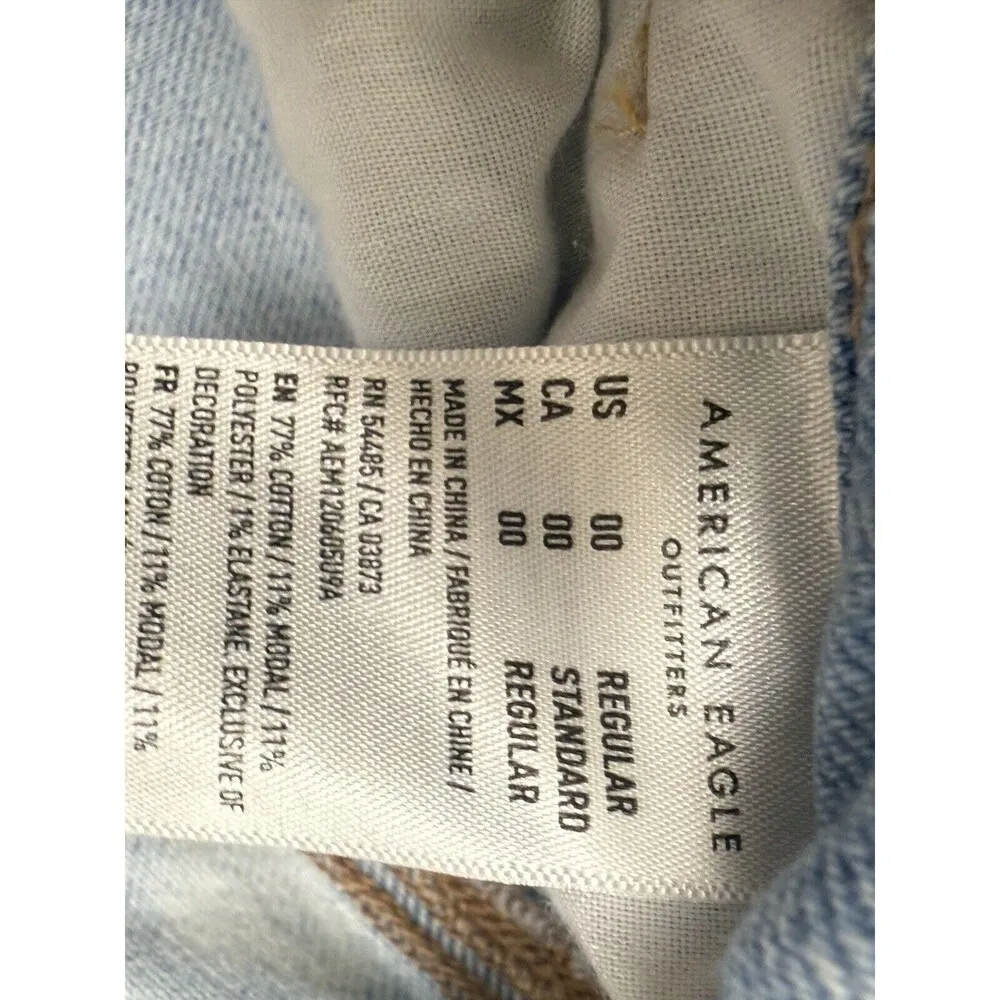 AMERICAN EAGLE
OUTFITTERS
US 00 REGULAR
CA 00 STANDARD
MX 00 REGULAR
MADE IN CHINA / FABRIQUÉ EN CHINE /
HECHO EN CHINA
RN 54485 / CA 03873
RFC# AEM120605U9A
EN 77% COTTON / 11% MODAL / 11%
POLYESTER / 1% ELASTANE. EXCLUSIVE OF
DECORATION
FR 77% COTON / 11% MODAL / 11%